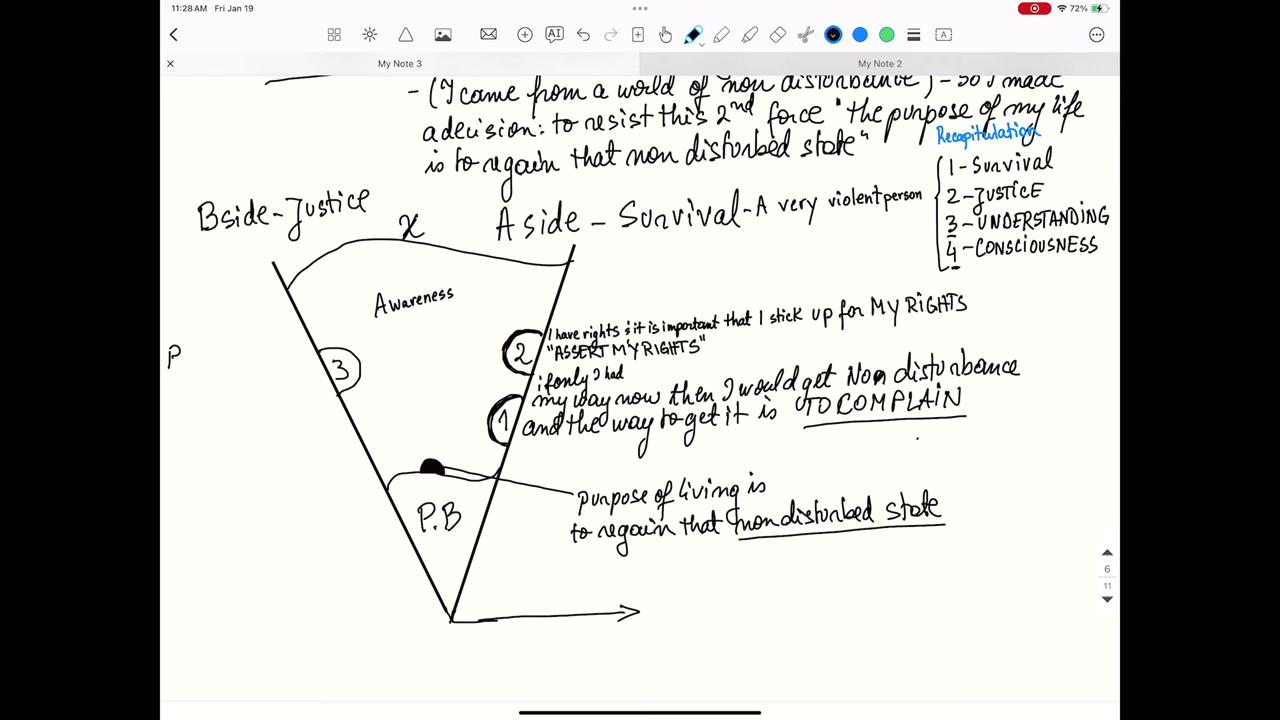 11:28 AM Fri Jan 19
72%
My Note 3
My Note 2
- (I came from a world of "non disturbance) - So I made
a decision: to resist this 2nd force "the purpose of my life
is to regain that non disturbed state"
Recapitulation
1 - Survival
2 - JUSTICE
3 - UNDERSTANDING
4 - CONSCIOUSNESS
B side - Justice
X
A side - Survival - A very violent person
Awareness
I have rights & it is important that I stick up for MY RIGHTS
2
"ASSERT MY RIGHTS"
P
3
if only I had
my way now then I would get Non disturbance
1
and the way to get it is TO COMPLAIN
P.B
purpose of living is
to regain that non disturbed state
6
11